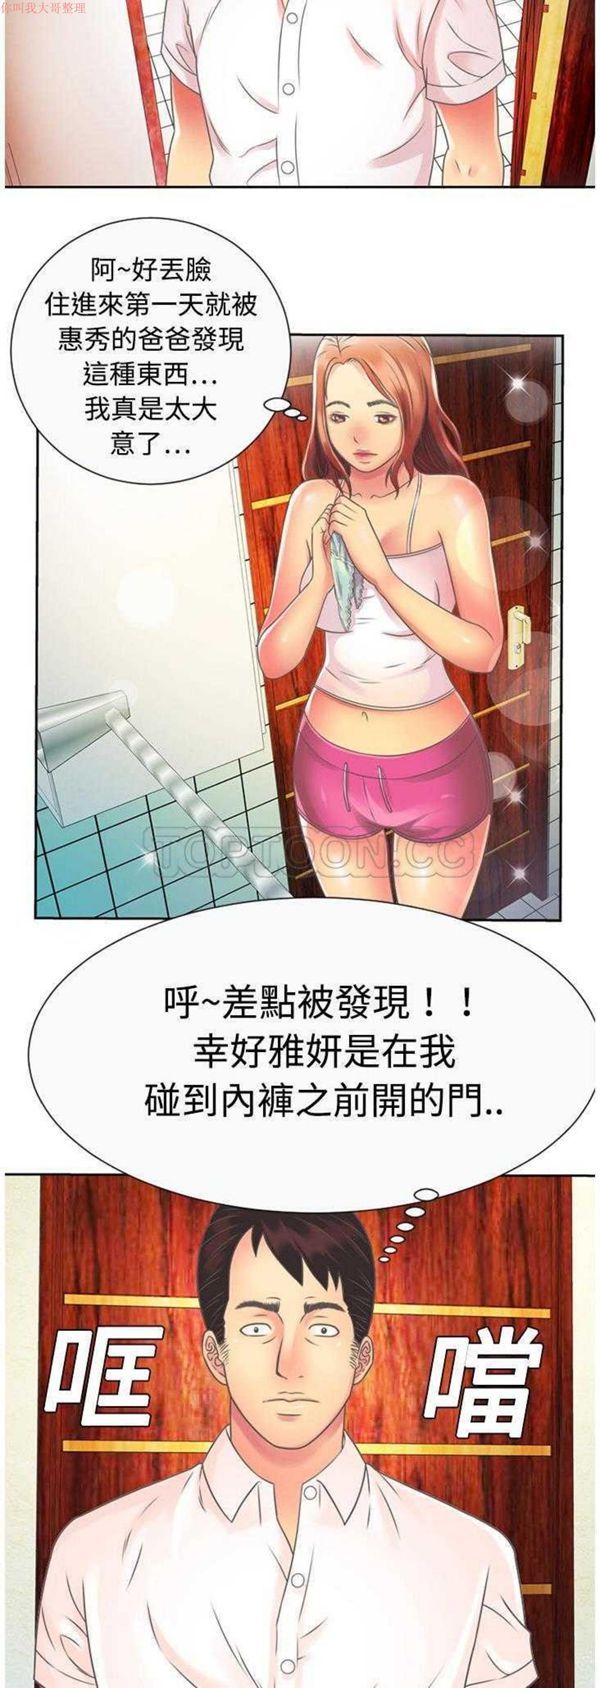 你叫我大哥整理
阿~好丟臉
住進來第一天就被
惠秀的爸爸發現
這種東西...
我真是太大
意了...
TOPTOON.CC
呼~差點被發現！！
幸好雅妍是在我
碰到內褲之前開的門..
哐 噹